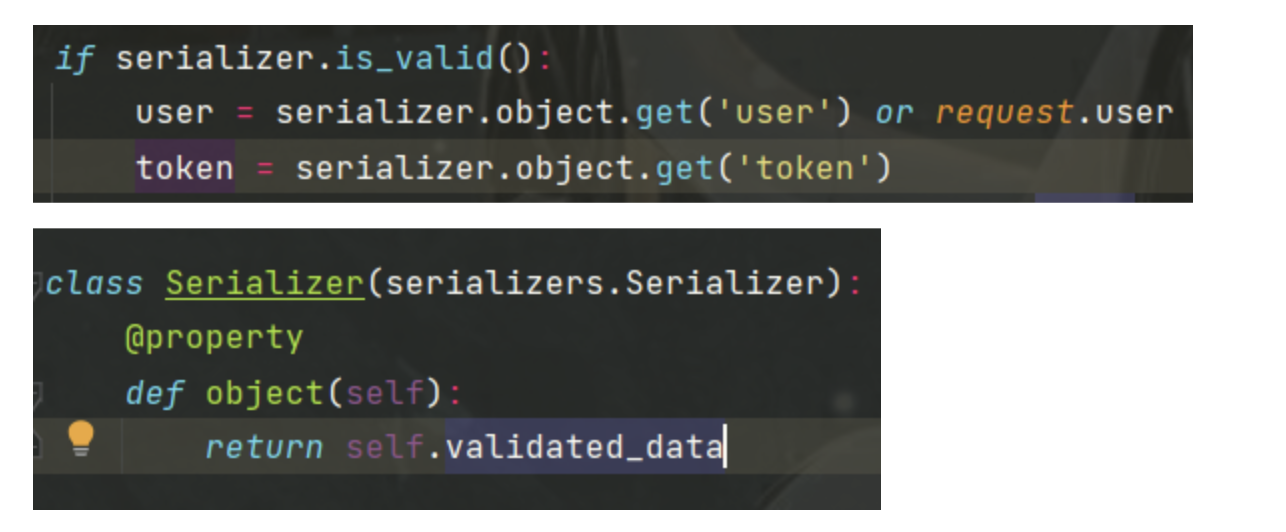 if serializer.is_valid():
    user = serializer.object.get('user') or request.user
    token = serializer.object.get('token')
class Serializer(serializers.Serializer):
    @property
    def object(self):
        return self.validated_data